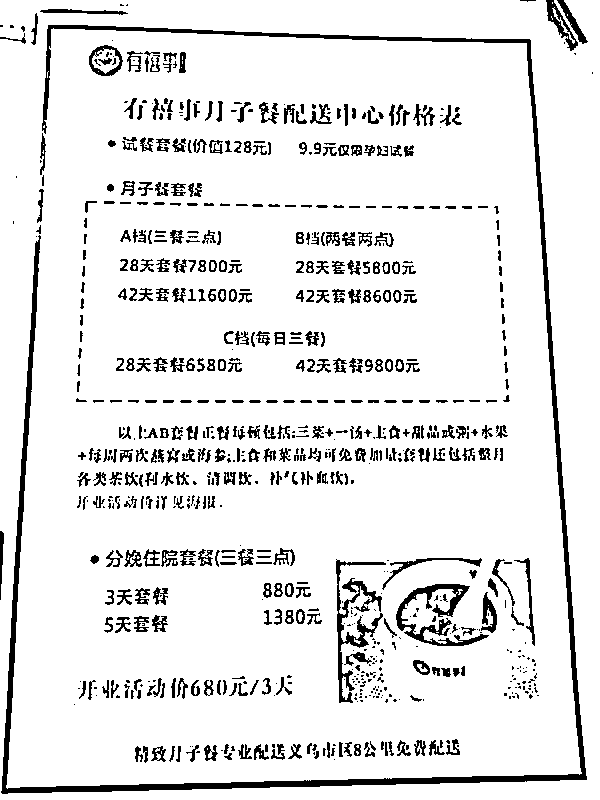 有禧事
有禧事月子餐配送中心价格表
• 试餐套餐(价值128元) 9.9元仅限孕妇试餐
• 月子餐套餐
A档(三餐三点) B档(两餐两点)
28天套餐7800元 28天套餐5800元
42天套餐11600元 42天套餐8600元
C档(每日三餐)
28天套餐6580元 42天套餐9800元
以上AB套餐正餐每顿包括:三菜+一汤+主食+甜品或粥+水果
+每周两次燕窝或海参;主食和菜品均可免费加量;套餐还包括整月
各类茶饮(利水饮、清调饮、补气补血饮)。
开业活动价详见海报.
• 分娩住院套餐(三餐三点)
3天套餐 880元
5天套餐 1380元
开业活动价680元/3天
有禧事
精致月子餐专业配送义乌市区8公里免费配送